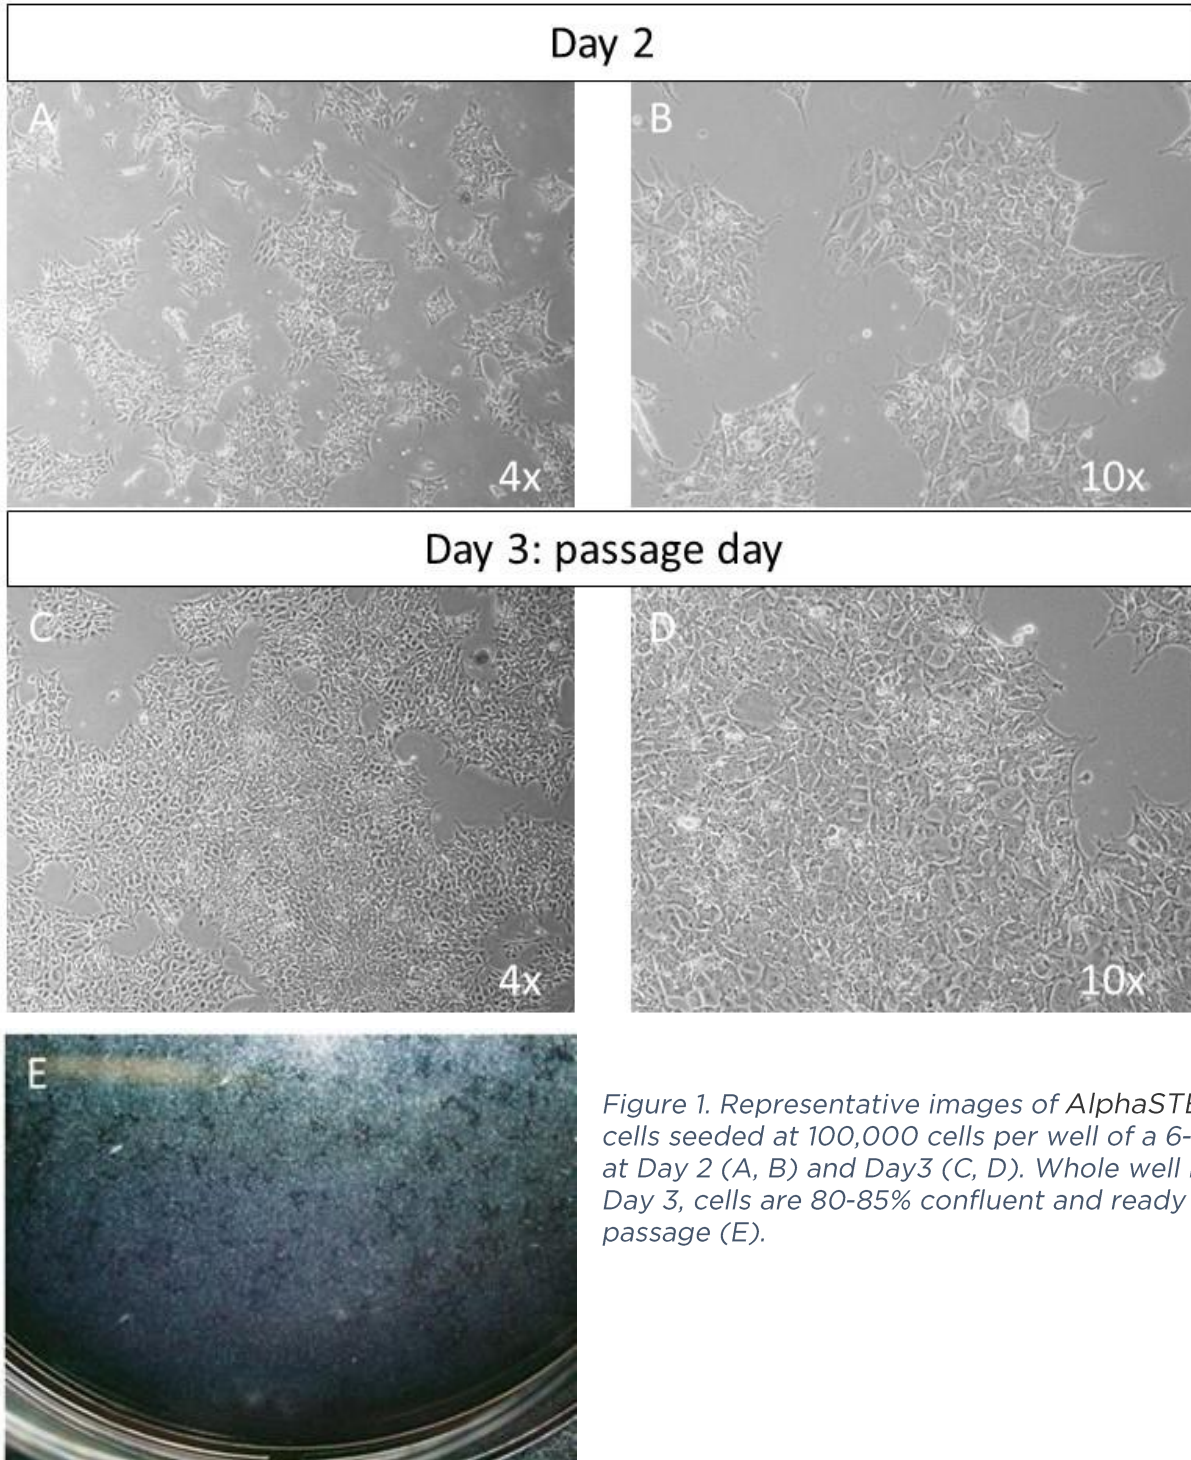 Day 2
A
B
4x
10x
Day 3: passage day
C
D
4x
10x
E
Figure 1. Representative images of
cells seeded at 100,000 cells per well of a
at Day 2 (A, B) and Day3 (C, D). Whole well
Day 3, cells are 80-85% confluent and ready
passage (E).